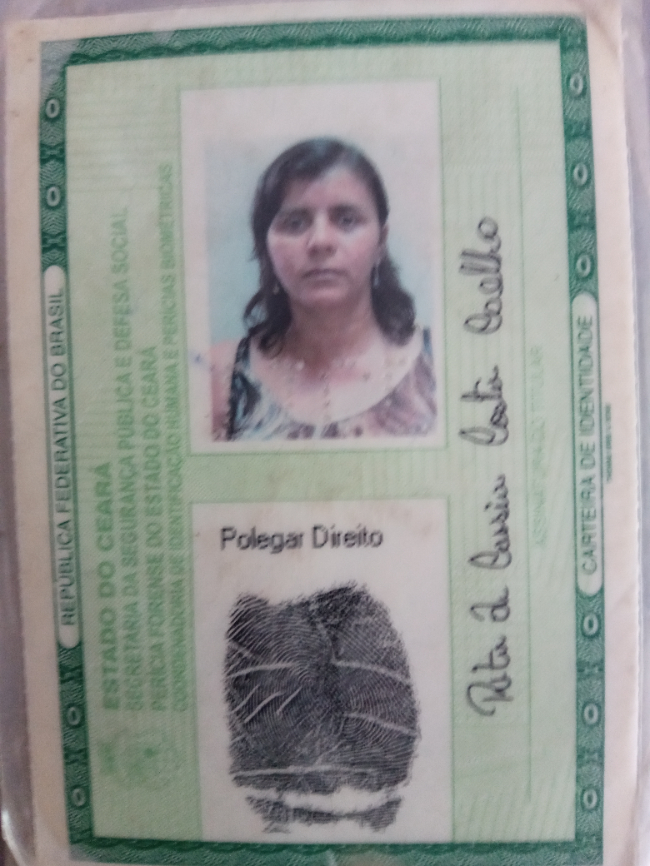 REPÚBLICA FEDERATIVA DO BRASIL
ESTADO DO CEARÁ
SECRETARIA DA SEGURANÇA PÚBLICA E DEFESA SOCIAL
PERÍCIA FORENSE DO ESTADO DO CEARÁ
COORDENADORIA DE IDENTIFICAÇÃO HUMANA E PERÍCIAS BIOMÉTRICAS
Polegar Direito
Rita de Cassia Costa Coelho
ASSINATURA DO TITULAR
CARTEIRA DE IDENTIDADE